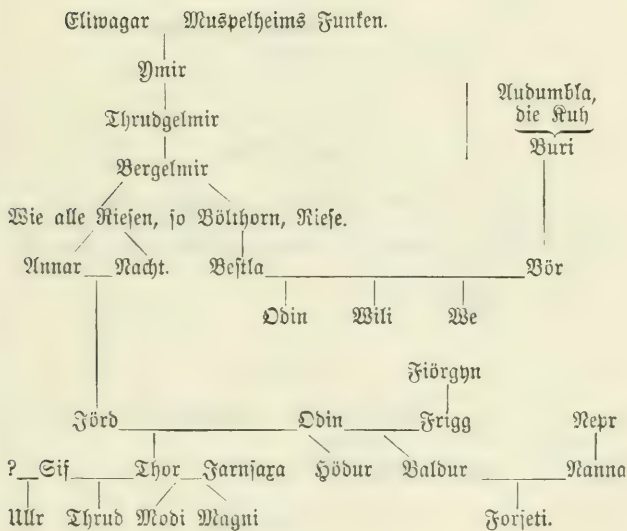 Eliwagar Muspelheims Funken.
Ymir
Audumbla,
Thrudgelmir
die Kuh
Bergelmir
Buri
Wie alle Riesen, so Bölthorn, Riese.
Annar Nacht. Bestla Bör
Odin Wili We
Fiörgyn
Jörd Odin Frigg Nepr
? Sif Thor Jarnsaxa Hödur Baldur Nanna
Ullr Thrud Modi Magni Forseti.